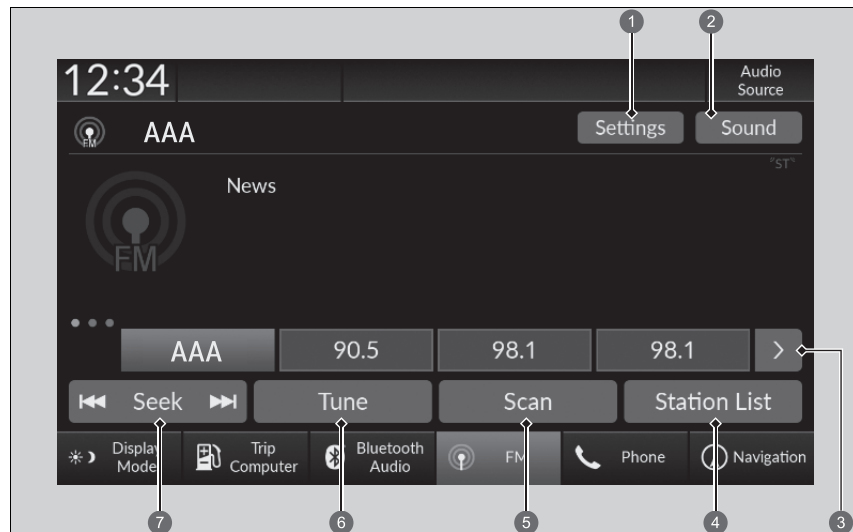 1 2
12:34
Audio
Source
FM AAA Settings Sound
"ST"
News
FM
AAA 90.5 98.1 98.1 >
Seek Tune Scan Station List
Display
Mode
Trip
Computer
Bluetooth
Audio
FM
Phone
Navigation
7 6 5 4 3